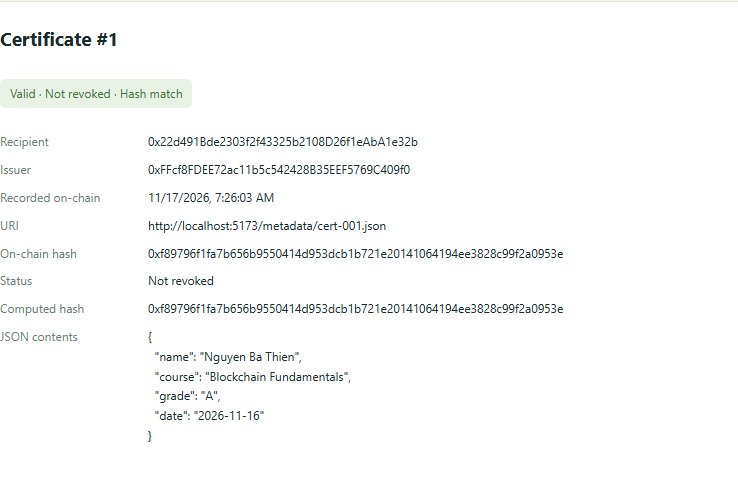 Certificate #1
Valid · Not revoked · Hash match
Recipient 0x22d491Bde2303f2f43325b2108D26f1eAbA1e32b
Issuer 0xFFcf8FDEE72ac11b5c542428B35EEF5769C409f0
Recorded on-chain 11/17/2026, 7:26:03 AM
URI http://localhost:5173/metadata/cert-001.json
On-chain hash 0xf89796f1fa7b656b9550414d953dcb1b721e20141064194ee3828c99f2a0953e
Status Not revoked
Computed hash 0xf89796f1fa7b656b9550414d953dcb1b721e20141064194ee3828c99f2a0953e
JSON contents {
"name": "Nguyen Ba Thien",
"course": "Blockchain Fundamentals",
"grade": "A",
"date": "2026-11-16"
}